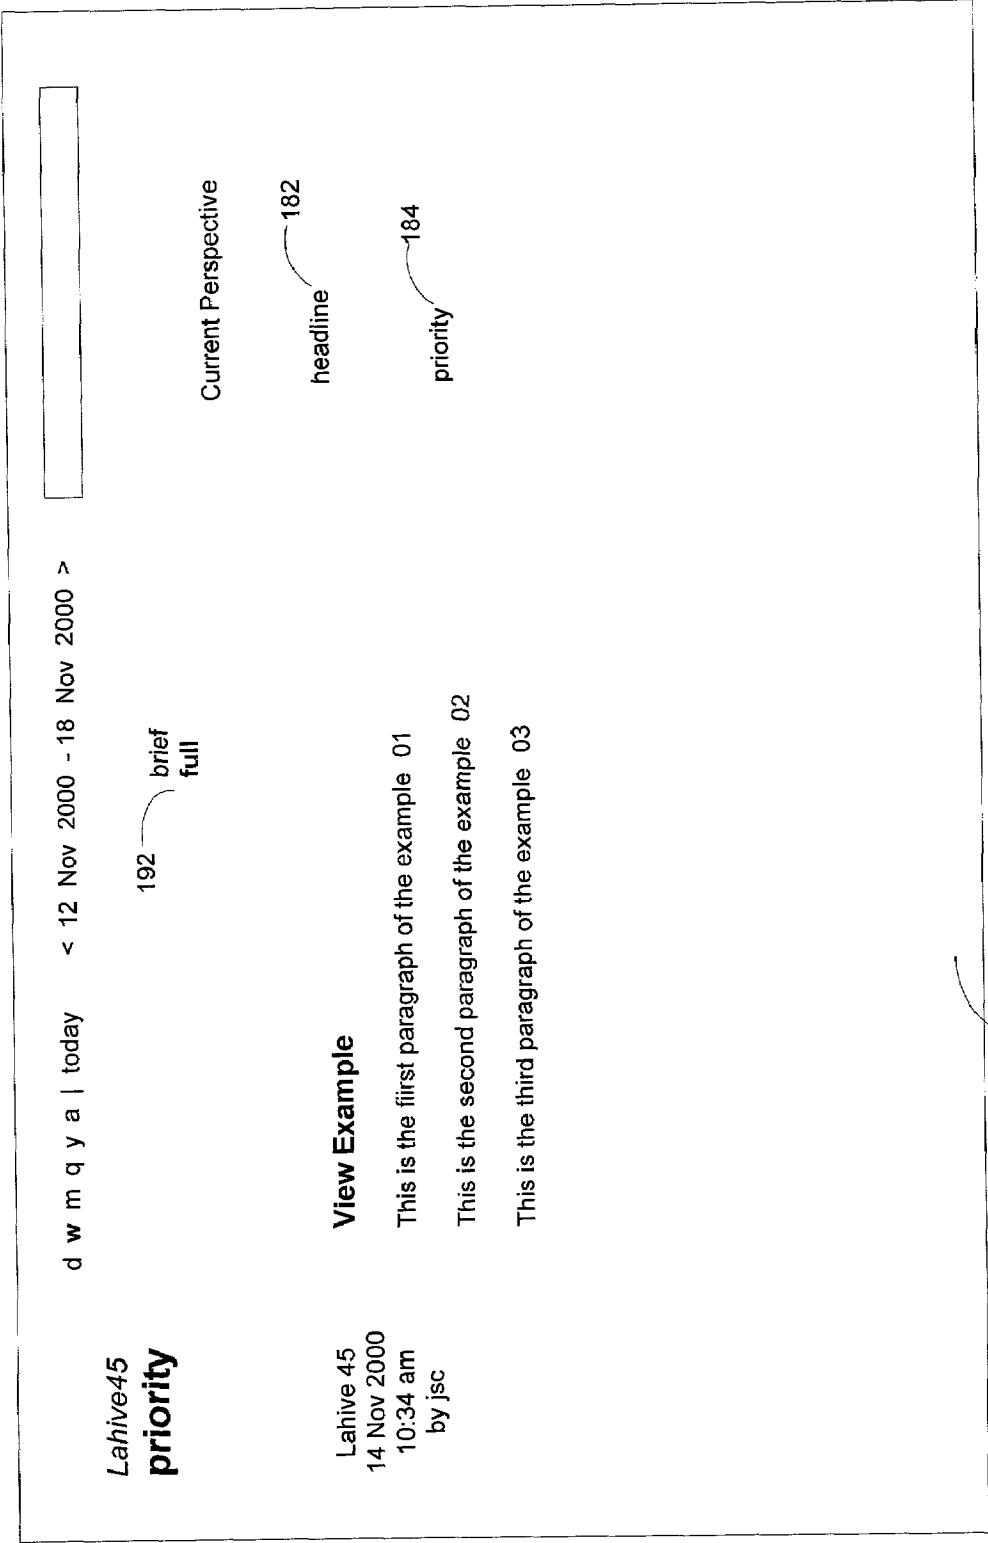 Lahive45
priority
d w m q y a | today < 12 Nov 2000 - 18 Nov 2000 >
192
brief
full
Current Perspective
headline
182
priority
184
Lahive 45
14 Nov 2000
10:34 am
by jsc
View Example
This is the fiirst paragraph of the example 01
This is the second paragraph of the example 02
This is the third paragraph of the example 03